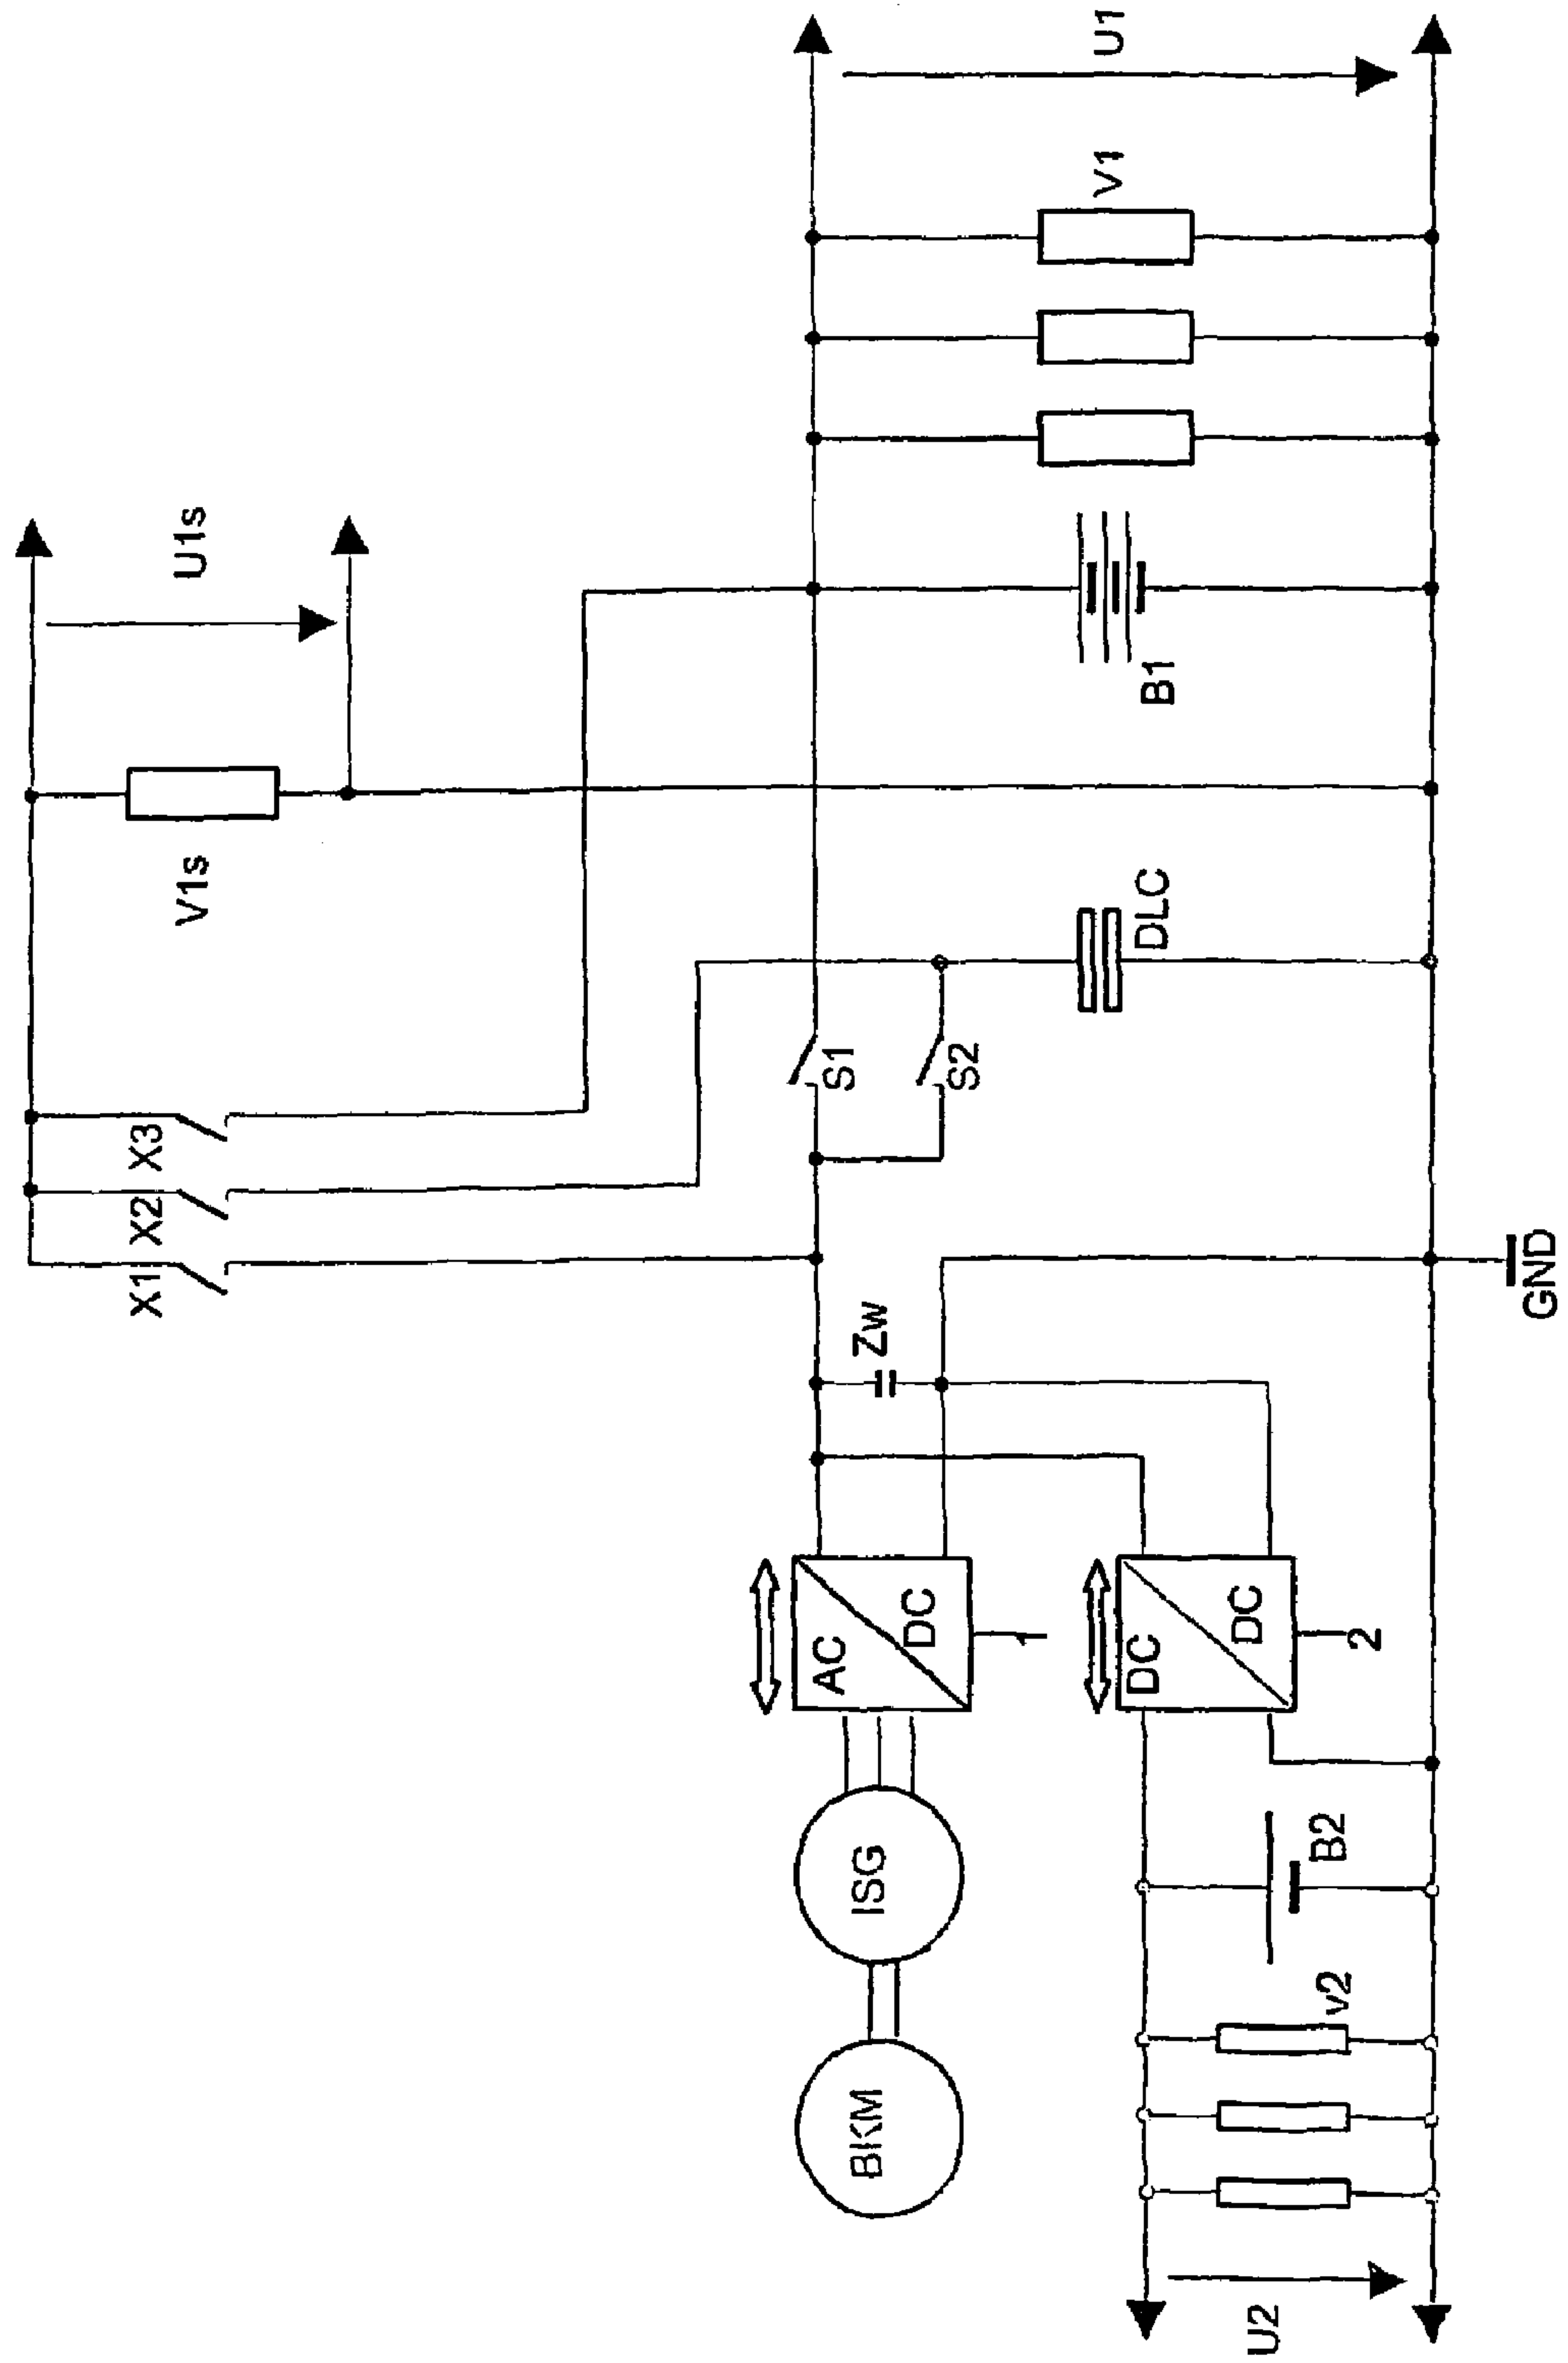 U1s
V1s
X1
X2
X3
U1
V1
B1
DLC
S1
S2
Zw
GND
AC
DC
1
DC
DC
2
ISG
BKM
B2
v2
U2